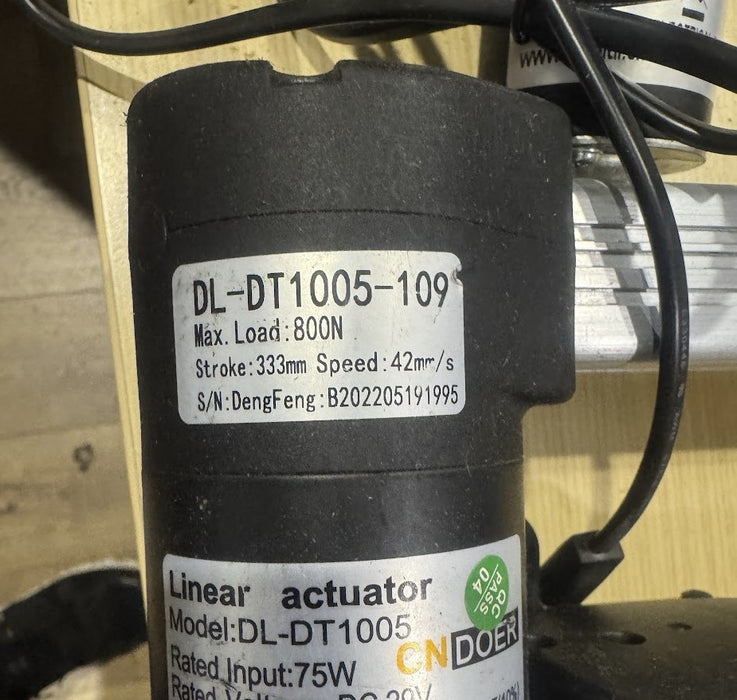 DL-DT1005-109
Max. Load:800N
Stroke:333mm Speed:42mm/s
S/N:DengFeng:B202205191995
Linear actuator
QC
PASS
04
Model:DL-DT1005
CNDOER
Rated Input:75W